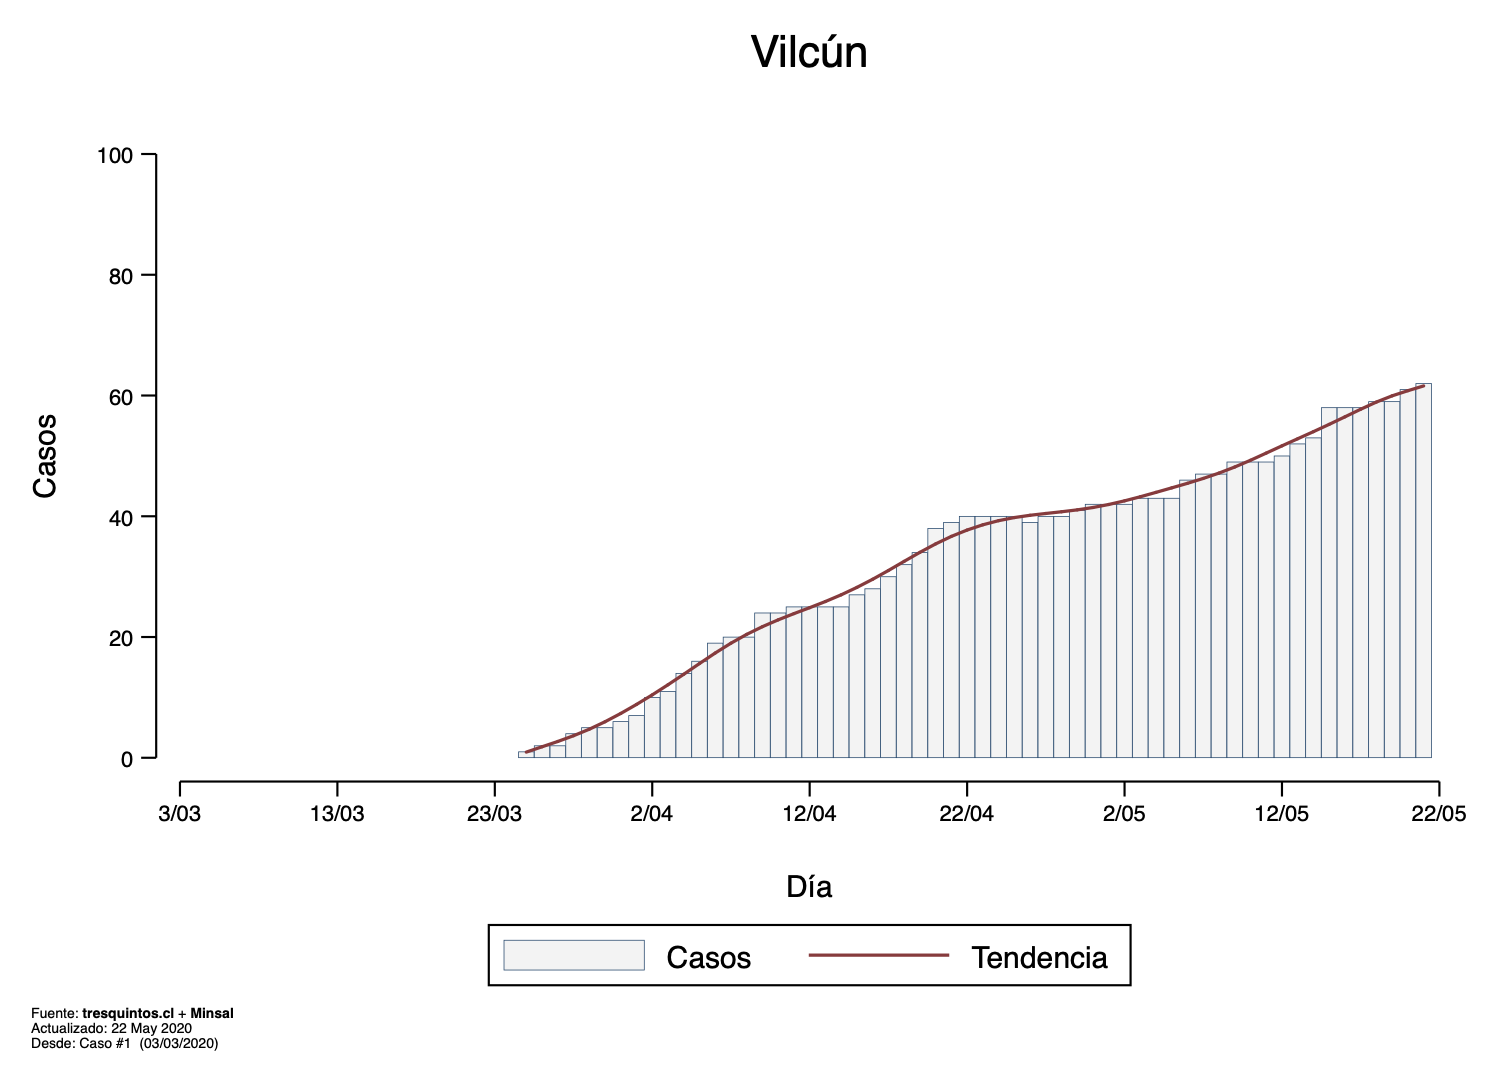 Vilcún
100
80
60
40
20
0
Casos
3/03 13/03 23/03 2/04 12/04 22/04 2/05 12/05 22/05
Día
Casos Tendencia
Fuente: tresquintos.cl + Minsal
Actualizado: 22 May 2020
Desde: Caso #1 (03/03/2020)